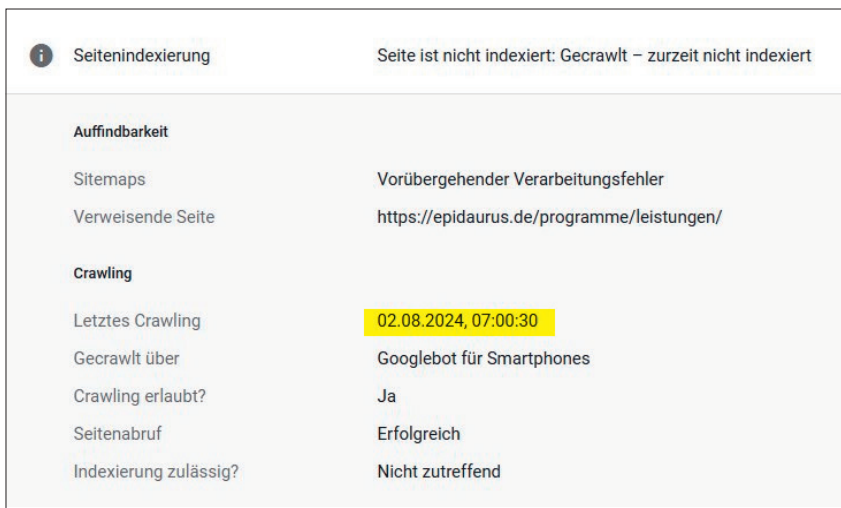 Seitenindexierung Seite ist nicht indexiert: Gecrawlt – zurzeit nicht indexiert
Auffindbarkeit
Sitemaps Vorübergehender Verarbeitungsfehler
Verweisende Seite https://epidaurus.de/programme/leistungen/
Crawling
Letztes Crawling 02.08.2024, 07:00:30
Gecrawlt über Googlebot für Smartphones
Crawling erlaubt? Ja
Seitenabruf Erfolgreich
Indexierung zulässig? Nicht zutreffend